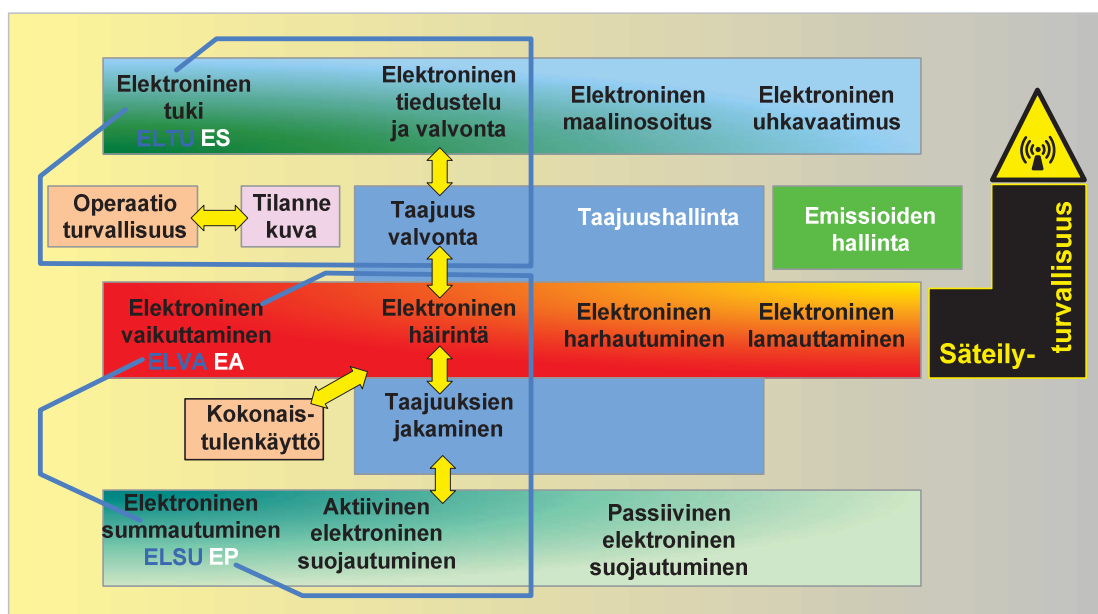 Elektroninen
tuki
ELTU ES
Elektroninen
tiedustelu
ja valvonta
Elektroninen
maalinosoitus
Elektroninen
uhkavaatimus
Operaatio
turvallisuus
Tilanne
kuva
Taajuus
valvonta
Taajuushallinta
Emissioiden
hallinta
Elektroninen
vaikuttaminen
ELVA EA
Elektroninen
häirintä
Elektroninen
harhautuminen
Elektroninen
lamauttaminen
Säteily-
turvallisuus
Kokonais-
tulenkäyttö
Taajuuksien
jakaminen
Elektroninen
summautuminen
ELSU EP
Aktiivinen
elektroninen
suojautuminen
Passiivinen
elektroninen
suojautuminen